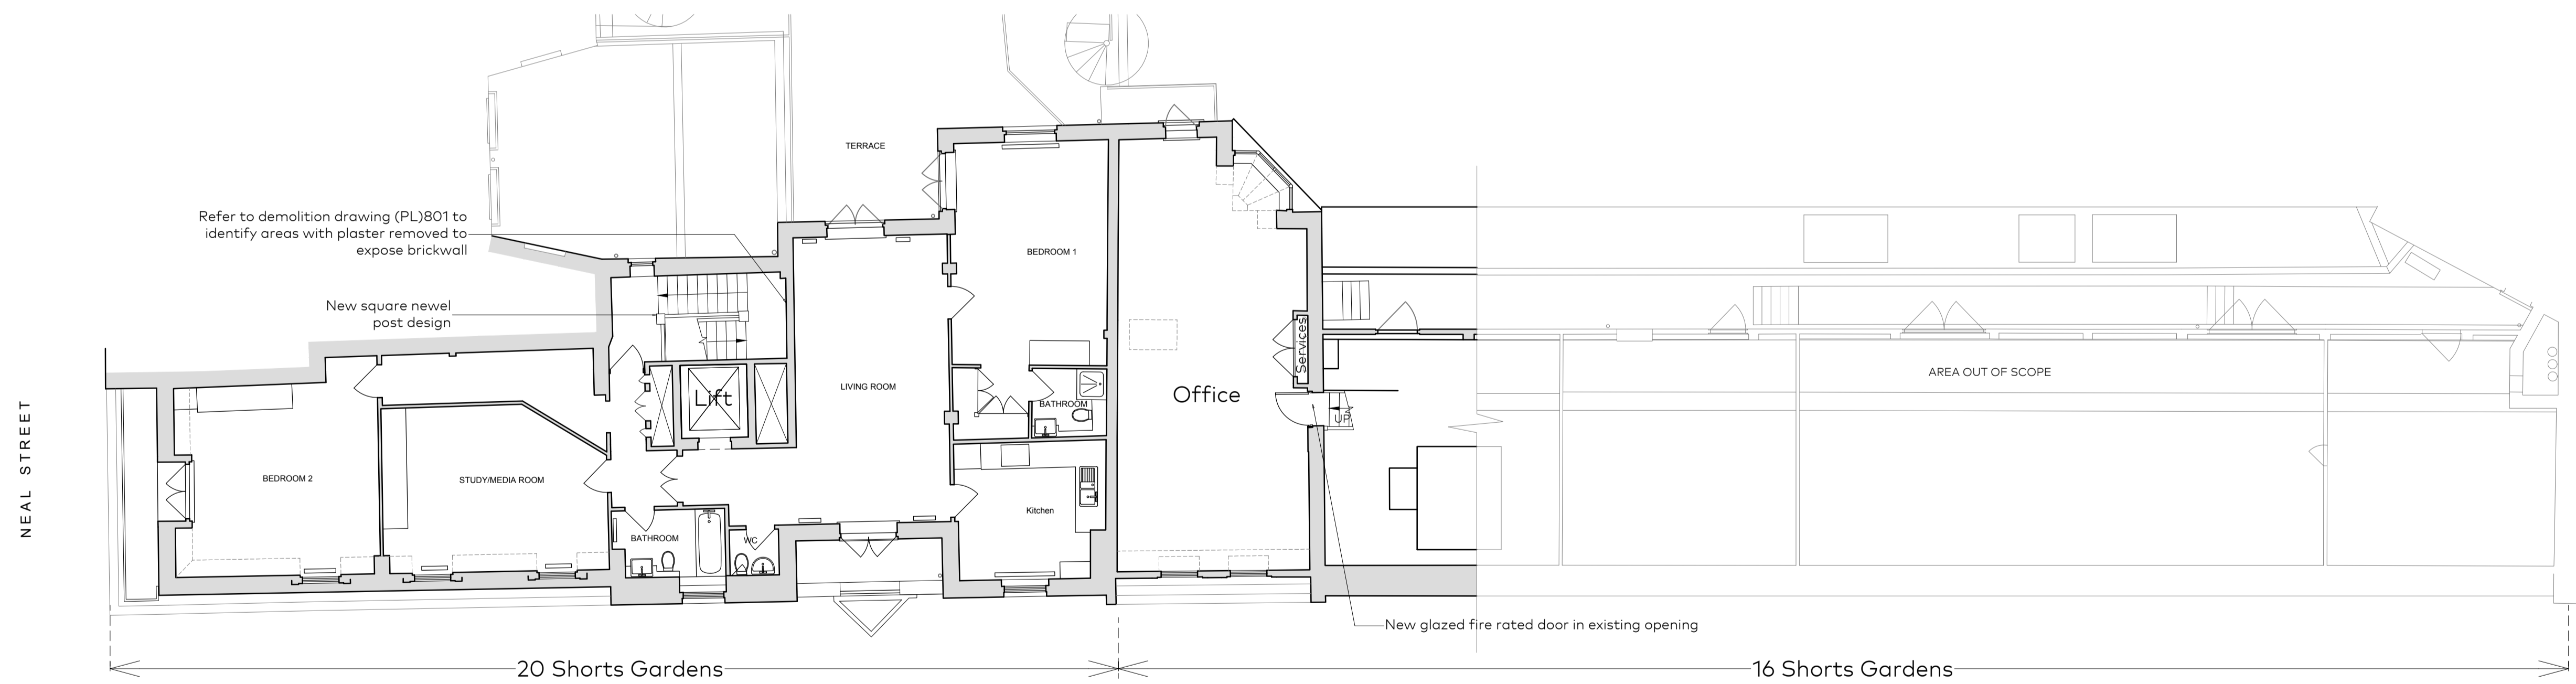 TERRACE
Refer to demolition drawing (PL)801 to
identify areas with plaster removed to
expose brickwall
BEDROOM 1
New square newel
post design
Services
LIVING ROOM
Lift
Office
BATHROOM
UP
AREA OUT OF SCOPE
NEAL STREET
BEDROOM 2
STUDY/MEDIA ROOM
Kitchen
BATHROOM
WC
New glazed fire rated door in existing opening
20 Shorts Gardens
16 Shorts Gardens